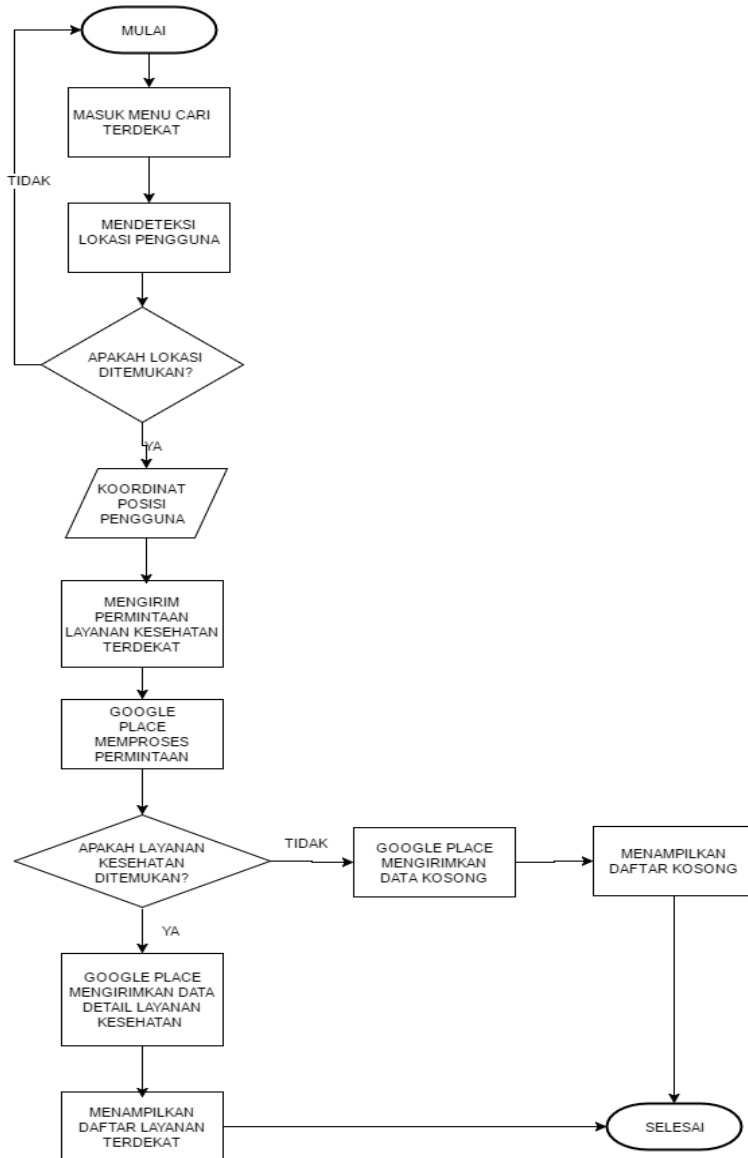 MULAI
MASUK MENU CARI
TERDEKAT
TIDAK
MENDETEKSI
LOKASI PENGGUNA
APAKAH LOKASI
DITEMUKAN?
YA
KOORDINAT
POSISI
PENGGUNA
MENGIRIM
PERMINTAAN
LAYANAN KESEHATAN
TERDEKAT
GOOGLE
PLACE
MEMPROSES
PERMINTAAN
APAKAH LAYANAN
KESEHATAN
DITEMUKAN?
TIDAK
GOOGLE PLACE
MENGIRIMKAN
DATA KOSONG
MENAMPILKAN
DAFTAR KOSONG
YA
GOOGLE PLACE
MENGIRIMKAN DATA
DETAIL LAYANAN
KESEHATAN
MENAMPILKAN
DAFTAR LAYANAN
TERDEKAT
SELESAI